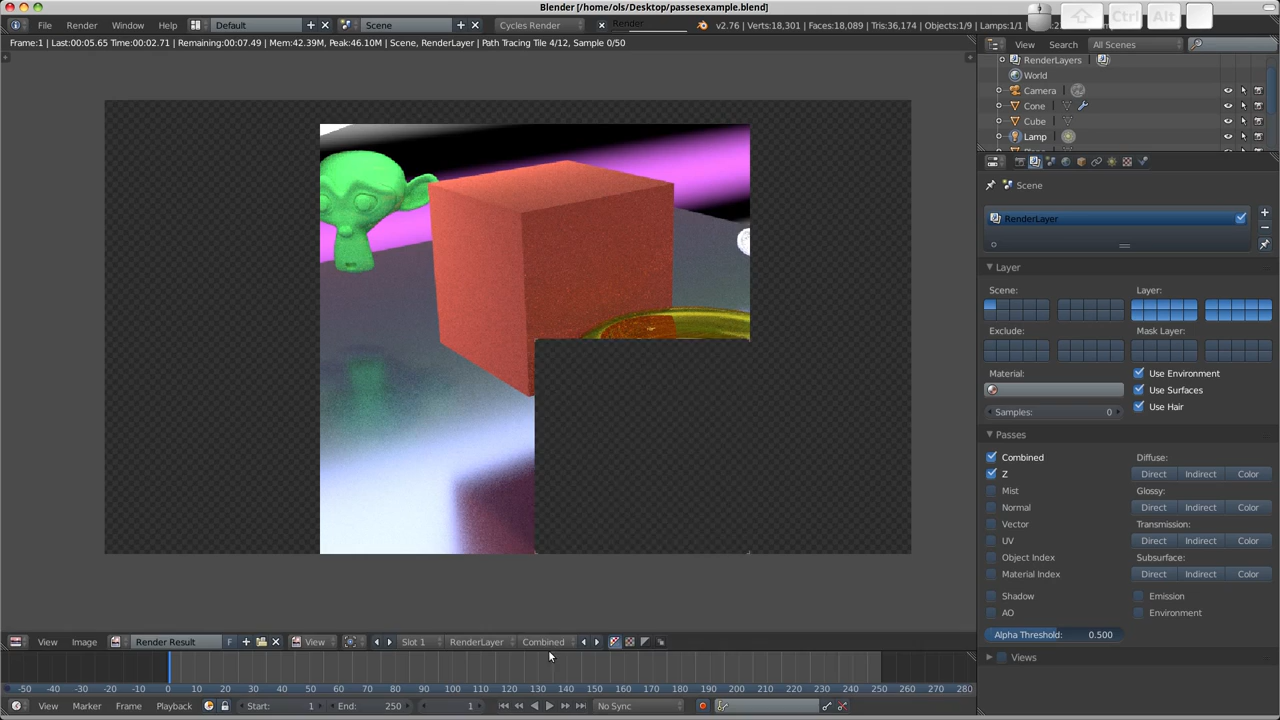 Blender [/home/ols/Desktop/passesexample.blend]
File Render Window Help Default Scene Cycles Render Render v2.76 | Verts:18,301 | Faces:18,089 | Tris:36,174 | Objects:1/9 | Lamps:1/1
Ctrl Alt
Frame:1 | Last:00:05.65 Time:00:02.71 | Remaining:00:07.49 | Mem:42.39M, Peak:46.10M | Scene, RenderLayer | Path Tracing Tile 4/12, Sample 0/50
View Search All Scenes
RenderLayers
World
Camera
Cone
Cube
Lamp
Scene
RenderLayer
Layer
Scene: Layer:
Exclude: Mask Layer:
Material: Use Environment
Use Surfaces
Samples: 0 Use Hair
Passes
Combined Diffuse:
Z Direct Indirect Color
Mist Glossy:
Normal Direct Indirect Color
Vector Transmission:
UV Direct Indirect Color
Object Index Subsurface:
Material Index Direct Indirect Color
Shadow Emission
AO Environment
Alpha Threshold: 0.500
Views
View Image Render Result F View Slot 1 RenderLayer Combined
-50 -40 -30 -20 -10 0 10 20 30 40 50 60 70 80 90 100 110 120 130 140 150 160 170 180 190 200 210 220 230 240 250 260 270 280
View Marker Frame Playback Start: 1 End: 250 1 No Sync